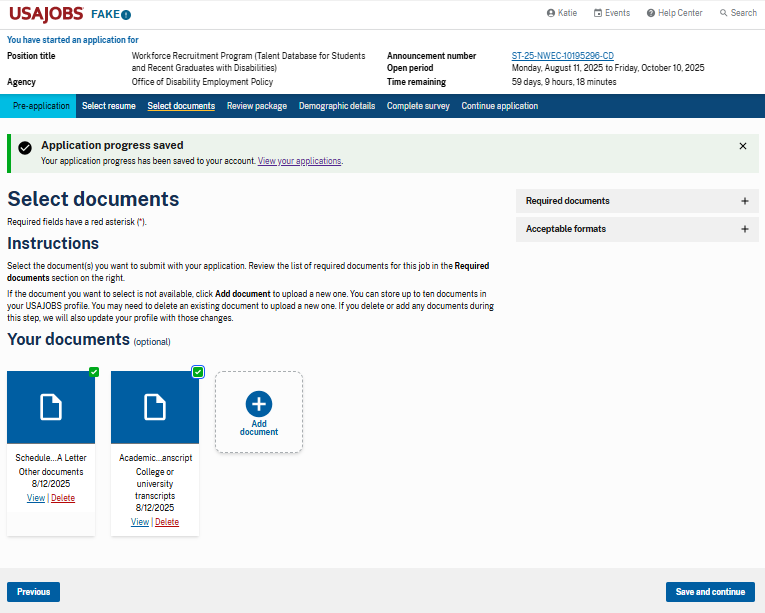 USAJOBS FAKE
Katie
Events
Help Center
Search
You have started an application for
Position title
Workforce Recruitment Program (Talent Database for Students
and Recent Graduates with Disabilities)
Announcement number
ST-25-NWEC-10195296-CD
Open period
Monday, August 11, 2025 to Friday, October 10, 2025
Agency
Office of Disability Employment Policy
Time remaining
59 days, 9 hours, 18 minutes
Pre-application
Select resume
Select documents
Review package
Demographic details
Complete survey
Continue application
Application progress saved
Your application progress has been saved to your account. View your applications.
Select documents
Required fields have a red asterisk (*).
Instructions
Select the document(s) you want to submit with your application. Review the list of required documents for this job in the Required
documents section on the right.
If the document you want to select is not available, click Add document to upload a new one. You can store up to ten documents in
your USAJOBS profile. You may need to delete an existing document to upload a new one. If you delete or add any documents during
this step, we will also update your profile with those changes.
Required documents
Acceptable formats
Your documents (optional)
Schedule...A Letter
Other documents
8/12/2025
View | Delete
Academic...anscript
College or
university
transcripts
8/12/2025
View | Delete
Add
document
Previous
Save and continue